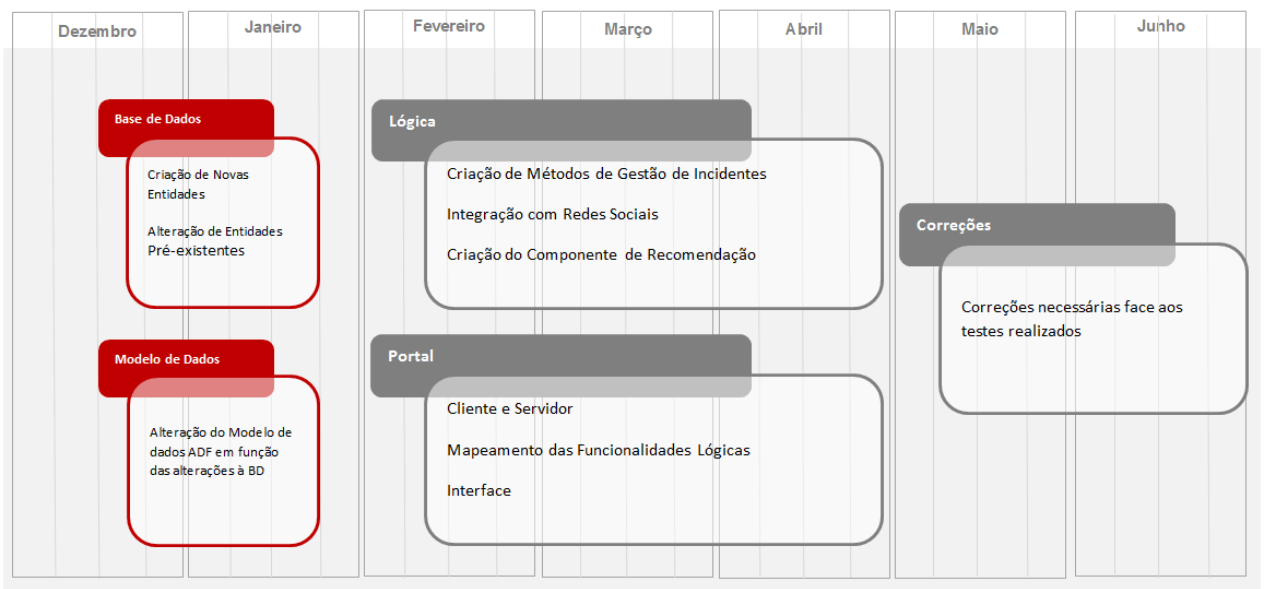 Dezembro
Janeiro
Fevereiro
Março
Abril
Maio
Junho
Base de Dados
Criação de Novas
Entidades
Alteração de Entidades
Pré-existentes
Lógica
Criação de Métodos de Gestão de Incidentes
Integração com Redes Sociais
Criação do Componente de Recomendação
Correções
Correções necessárias face aos
testes realizados
Modelo de Dados
Alteração do Modelo de
dados ADF em função
das alterações à BD
Portal
Cliente e Servidor
Mapeamento das Funcionalidades Lógicas
Interface